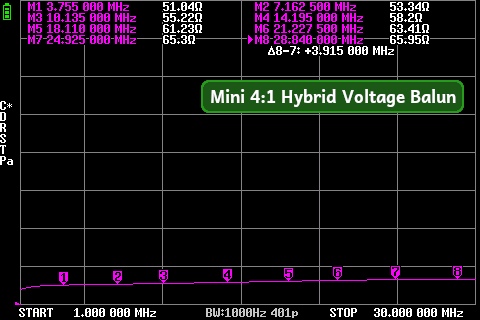 M1 3.755 000 MHz 51.04Ω M2 7.162 500 MHz 53.34Ω
M3 10.135 000 MHz 55.22Ω M4 14.195 000 MHz 58.2Ω
M5 18.110 000 MHz 61.23Ω M6 21.227 500 MHz 63.41Ω
M7 24.925 000 MHz 65.3Ω M8 28.840 000 MHz 65.95Ω
Δ8-7: +3.915 000 MHz
Mini 4:1 Hybrid Voltage Balun
C*
D
R
S
T
Pa
1 2 3 4 5 6 7 8
START 1.000 000 MHz BW:1000Hz 401p STOP 30.000 000 MHz